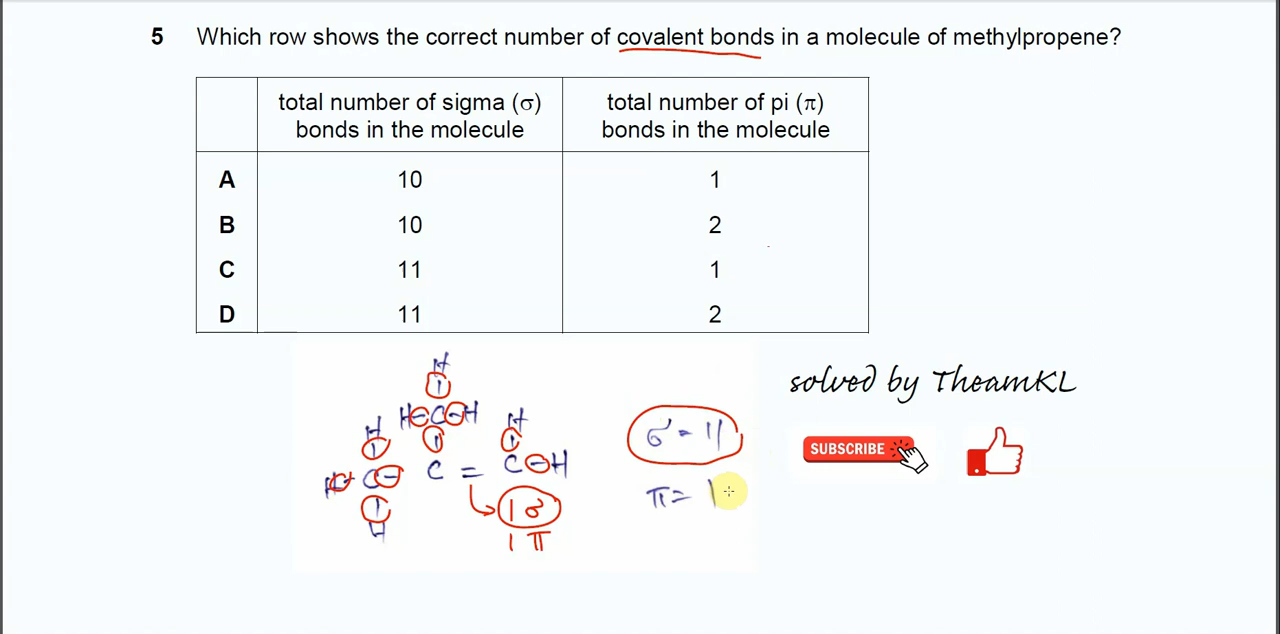 5 Which row shows the correct number of covalent bonds in a molecule of methylpropene?
total number of sigma (σ) bonds in the molecule
total number of pi (π) bonds in the molecule
A 10 1
B 10 2
C 11 1
D 11 2
H
H-C-H
H H
H-C-C=C-H
H
1 σ
1 π
σ = 11
π = 1
solved by TheamKL
SUBSCRIBE